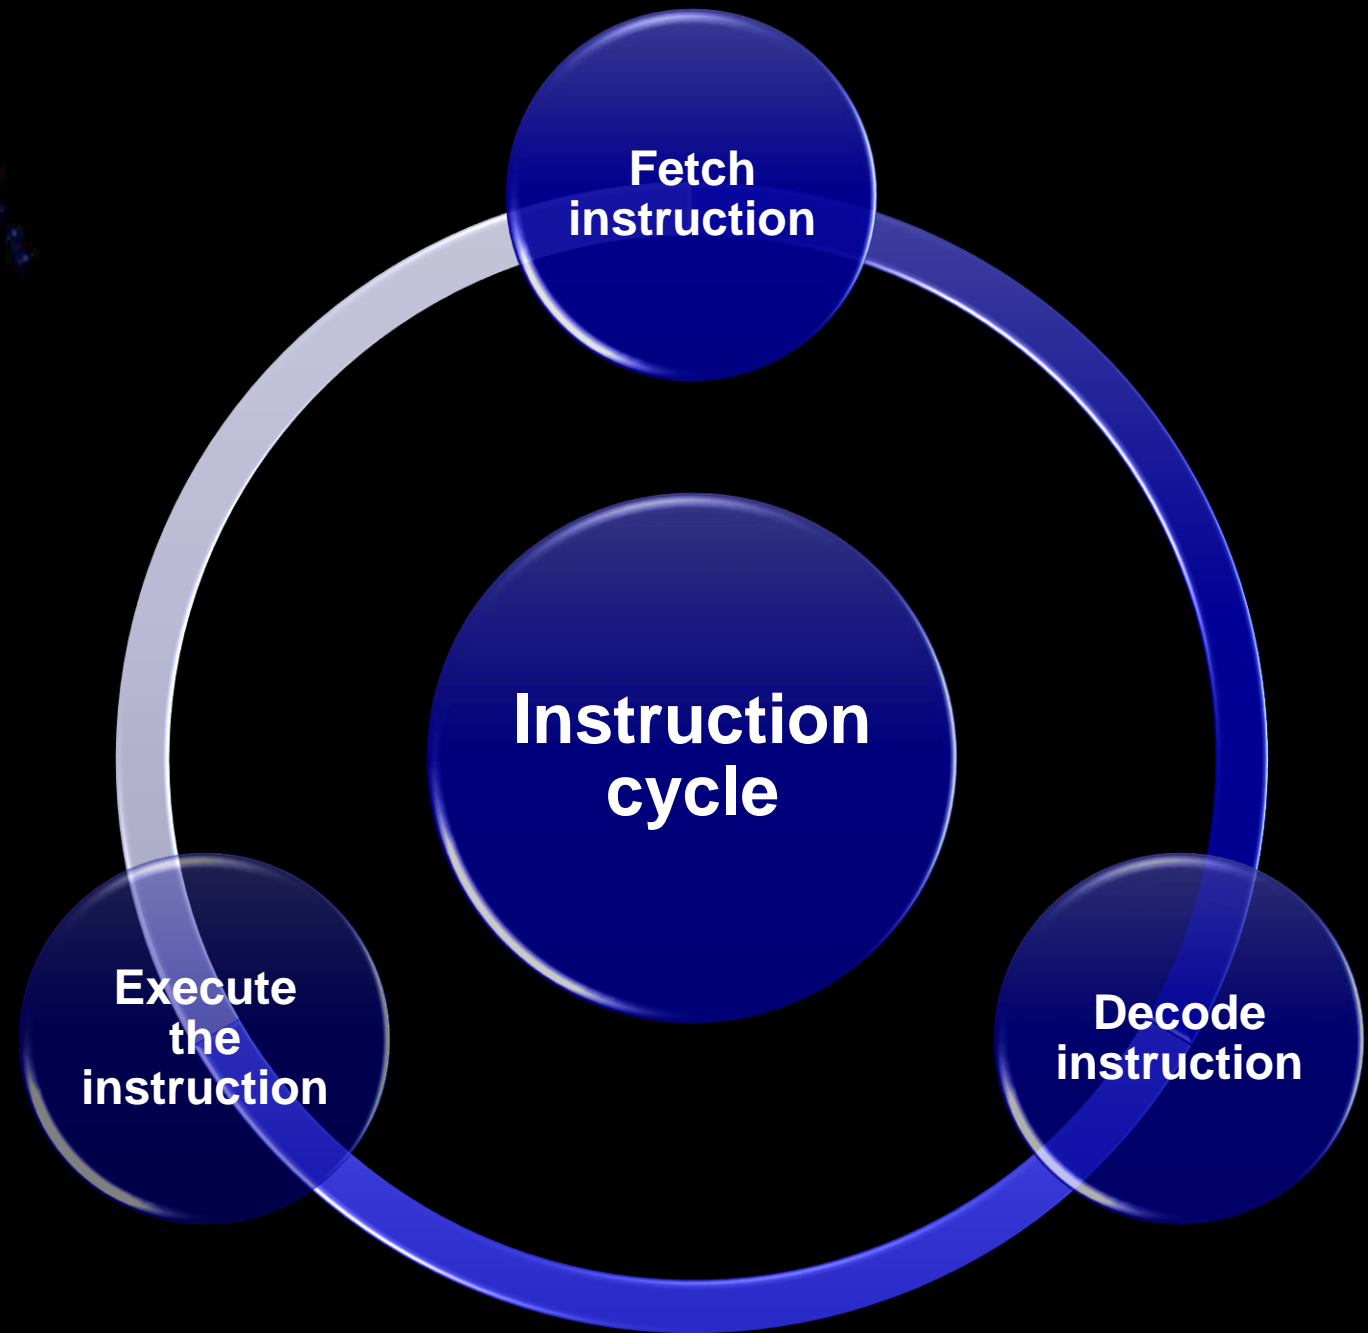 Fetch
instruction
Instruction
cycle
Execute
the
instruction
Decode
instruction